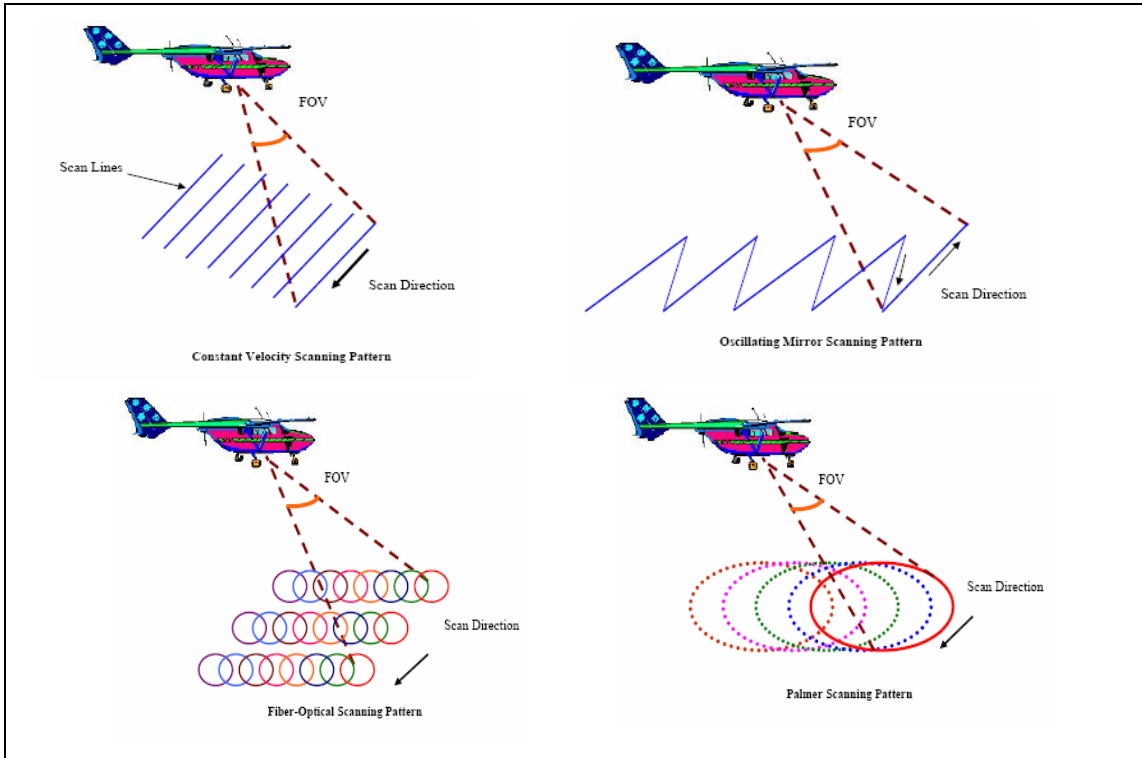 FOV
Scan Lines
Scan Direction
Constant Velocity Scanning Pattern
FOV
Scan Direction
Oscillating Mirror Scanning Pattern
FOV
Scan Direction
Fiber-Optical Scanning Pattern
FOV
Scan Direction
Palmer Scanning Pattern